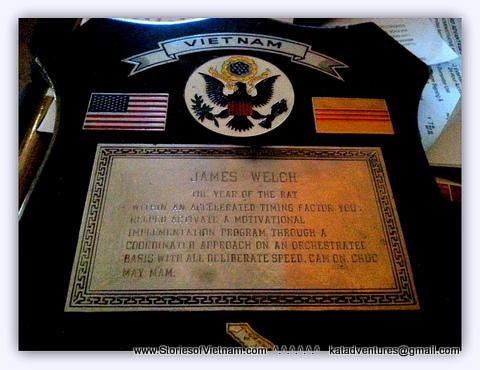 VIETNAM
JAMES WELCH
THE YEAR OF THE RAT
WITHIN AN ACCELERATED TIMING FACTOR YOU
HELPED ACTIVATE A MOTIVATIONAL
IMPLEMENTATION PROGRAM THROUGH A
COORDINATED APPROACH ON AN ORCHESTRATED
BASIS WITH ALL DELIBERATE SPEED. CAM ON. CHUC
MAY MAM.
www.StoriesofVietnam.com ^^^^^^ katadventures@gmail.com